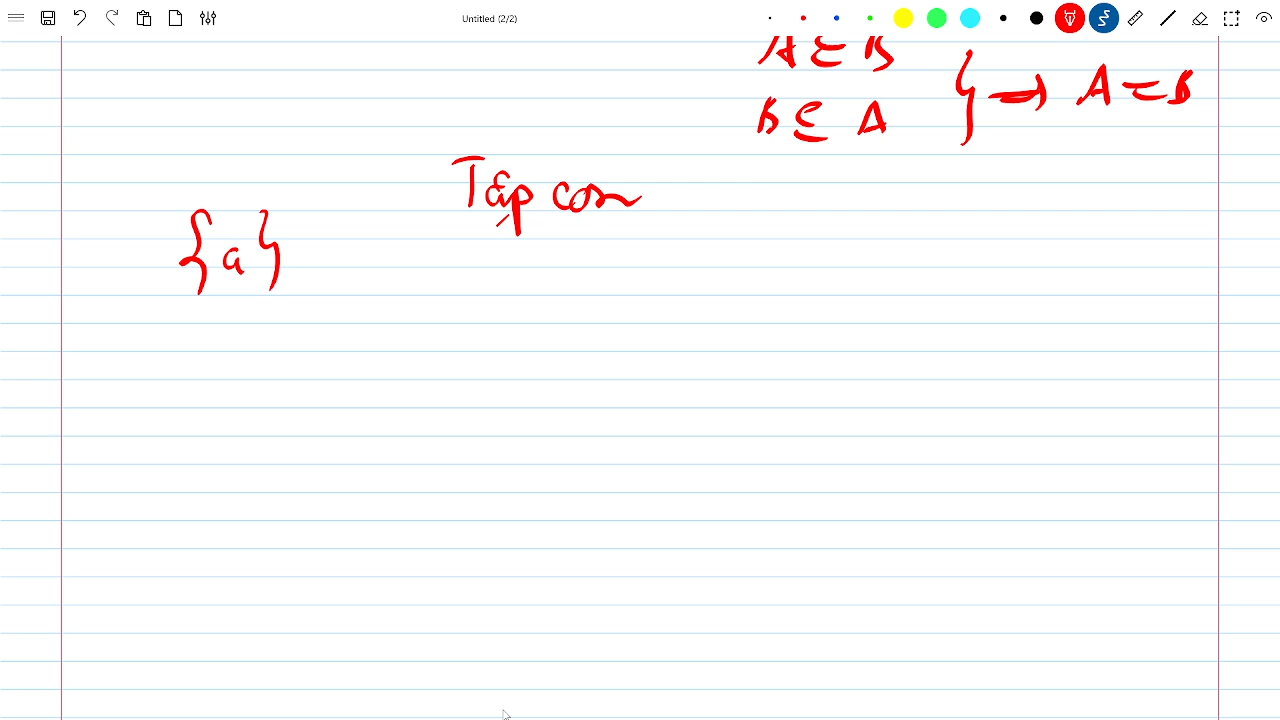 Untitled (2/2)
A ⊆ B
B ⊆ A } ⇒ A = B
Tập con
{a}